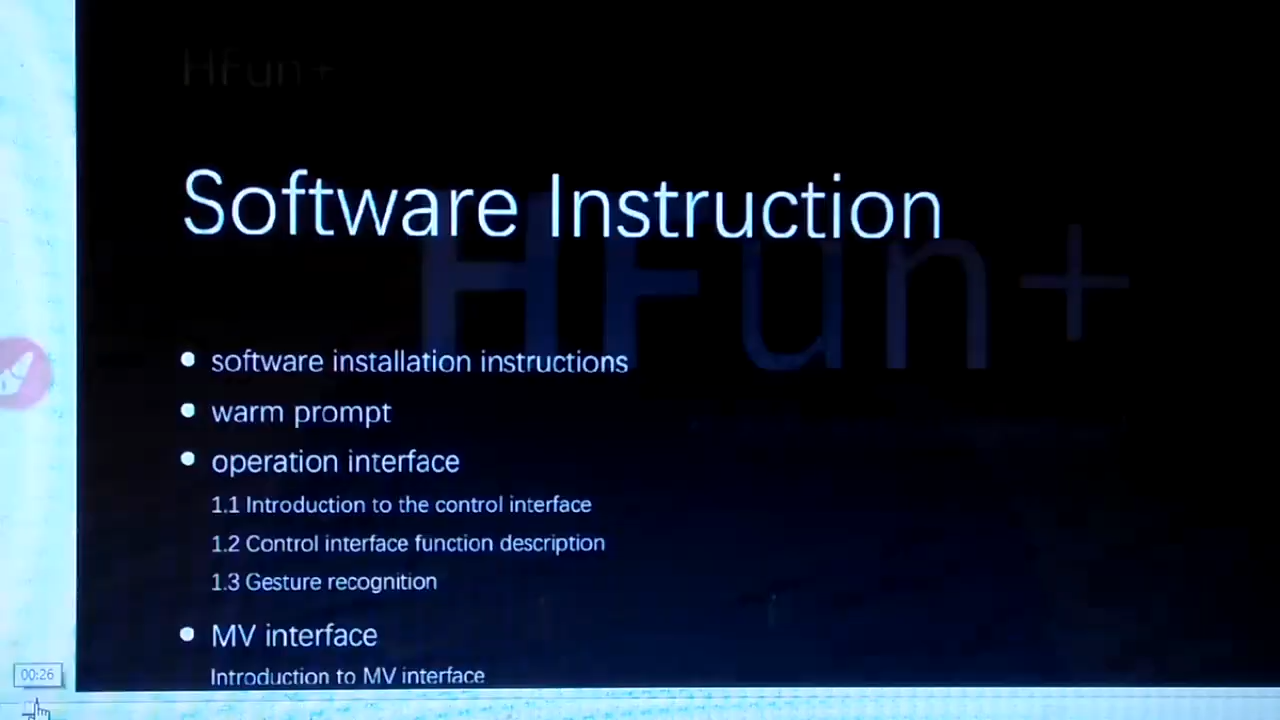 HFun+
Software Instruction
HFun+
software installation instructions
warm prompt
operation interface
1.1 Introduction to the control interface
1.2 Control interface function description
1.3 Gesture recognition
MV interface
Introduction to MV interface
00:26